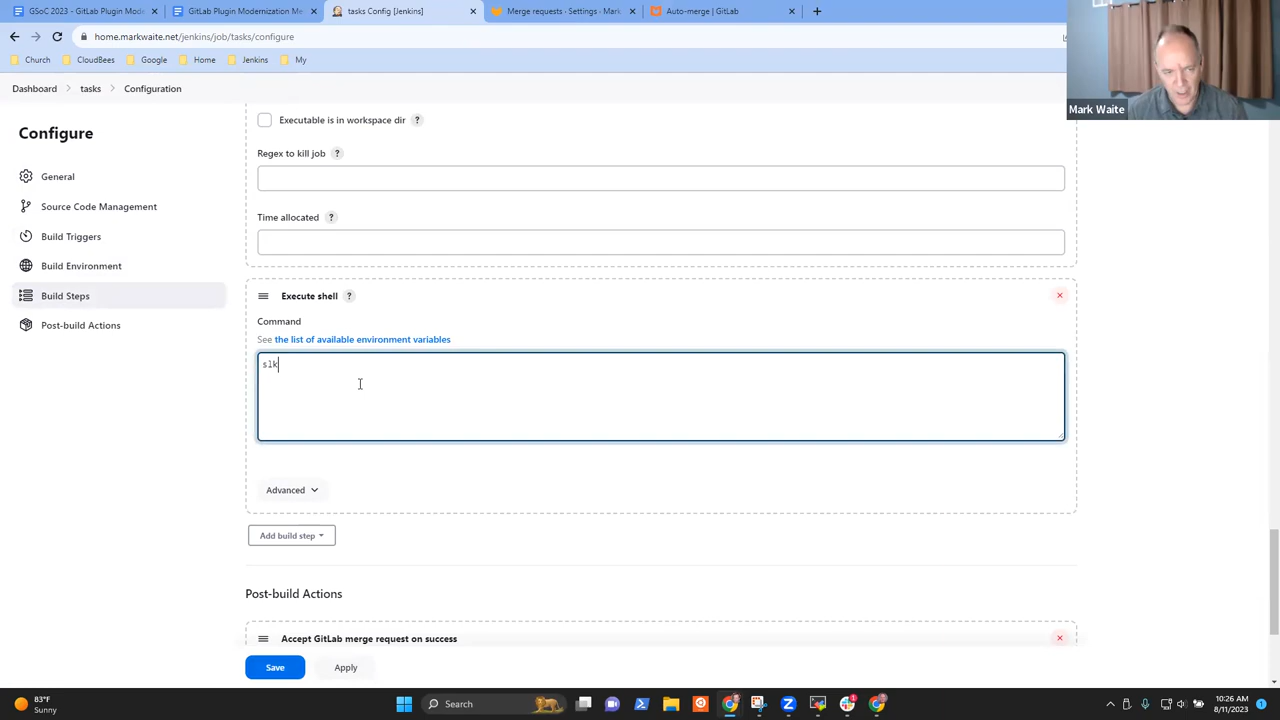 GSoC 2023 - GitLab Plugin Mode
GitLab Plugin Modernization Me
tasks Config [Jenkins]
Merge requests · Settings · Mark
Auto-merge | GitLab
home.markwaite.net/jenkins/job/tasks/configure
Church
CloudBees
Google
Home
Jenkins
My
Mark Waite
Dashboard > tasks > Configuration
Configure
General
Source Code Management
Build Triggers
Build Environment
Build Steps
Post-build Actions
Executable is in workspace dir ?
Regex to kill job ?
Time allocated ?
Execute shell ?
Command
See the list of available environment variables
slk
Advanced
Add build step
Post-build Actions
Accept GitLab merge request on success
Save
Apply
83°F
Sunny
Search
10:26 AM
8/11/2023